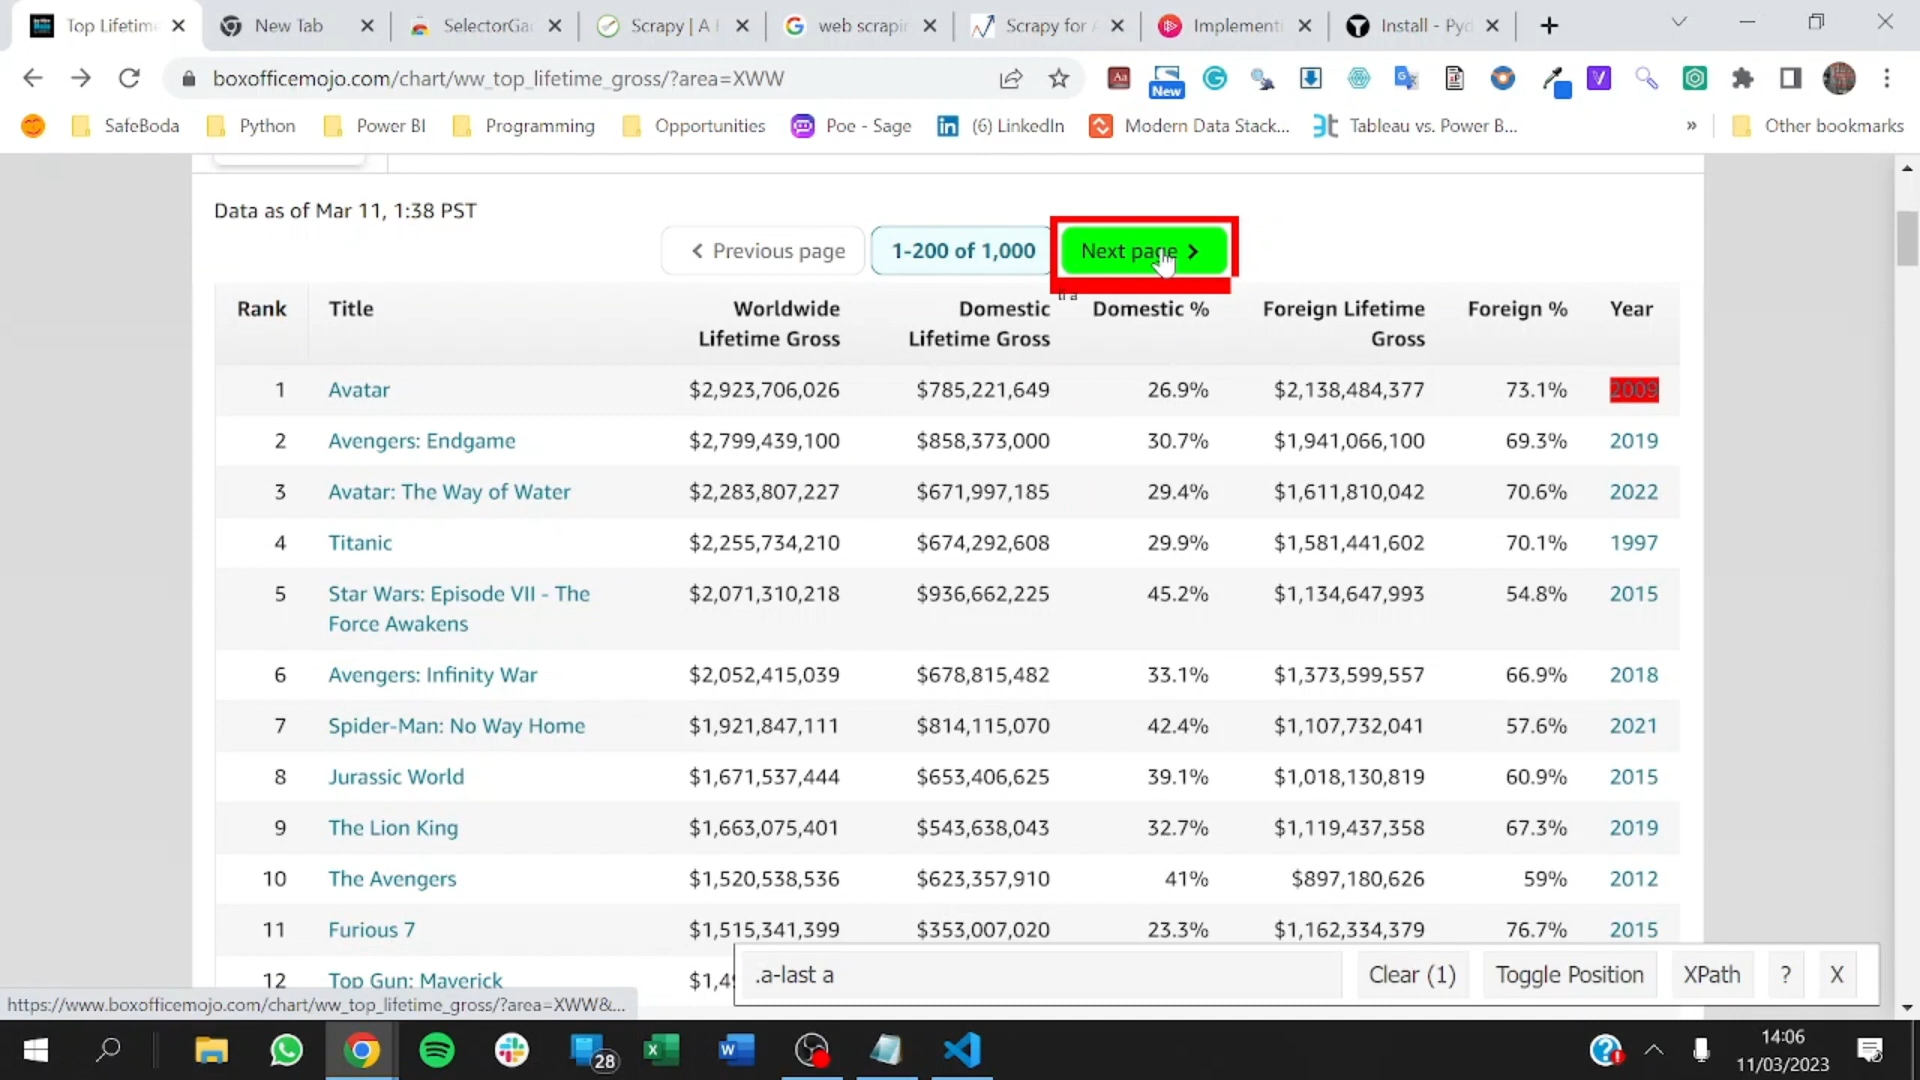 Top Lifetime
New Tab
SelectorGad
Scrapy | A F
web scrapin
Scrapy for A
Implementi
Install - Pyd
boxofficemojo.com/chart/ww_top_lifetime_gross/?area=XWW
New
SafeBoda
Python
Power BI
Programming
Opportunities
Poe - Sage
(6) LinkedIn
Modern Data Stack...
Tableau vs. Power B...
»
Other bookmarks
Data as of Mar 11, 1:38 PST
Previous page
1-200 of 1,000
Next page
Rank Title Worldwide Lifetime Gross Domestic Lifetime Gross Domestic % Foreign Lifetime Gross Foreign % Year
1 Avatar $2,923,706,026 $785,221,649 26.9% $2,138,484,377 73.1% 2009
2 Avengers: Endgame $2,799,439,100 $858,373,000 30.7% $1,941,066,100 69.3% 2019
3 Avatar: The Way of Water $2,283,807,227 $671,997,185 29.4% $1,611,810,042 70.6% 2022
4 Titanic $2,255,734,210 $674,292,608 29.9% $1,581,441,602 70.1% 1997
5 Star Wars: Episode VII - The Force Awakens $2,071,310,218 $936,662,225 45.2% $1,134,647,993 54.8% 2015
6 Avengers: Infinity War $2,052,415,039 $678,815,482 33.1% $1,373,599,557 66.9% 2018
7 Spider-Man: No Way Home $1,921,847,111 $814,115,070 42.4% $1,107,732,041 57.6% 2021
8 Jurassic World $1,671,537,444 $653,406,625 39.1% $1,018,130,819 60.9% 2015
9 The Lion King $1,663,075,401 $543,638,043 32.7% $1,119,437,358 67.3% 2019
10 The Avengers $1,520,538,536 $623,357,910 41% $897,180,626 59% 2012
11 Furious 7 $1,515,341,399 $353,007,020 23.3% $1,162,334,379 76.7% 2015
12 Top Gun: Maverick $1,49
.a-last a
Clear (1)
Toggle Position
XPath
?
X
https://www.boxofficemojo.com/chart/ww_top_lifetime_gross/?area=XWW&...
28
14:06
11/03/2023